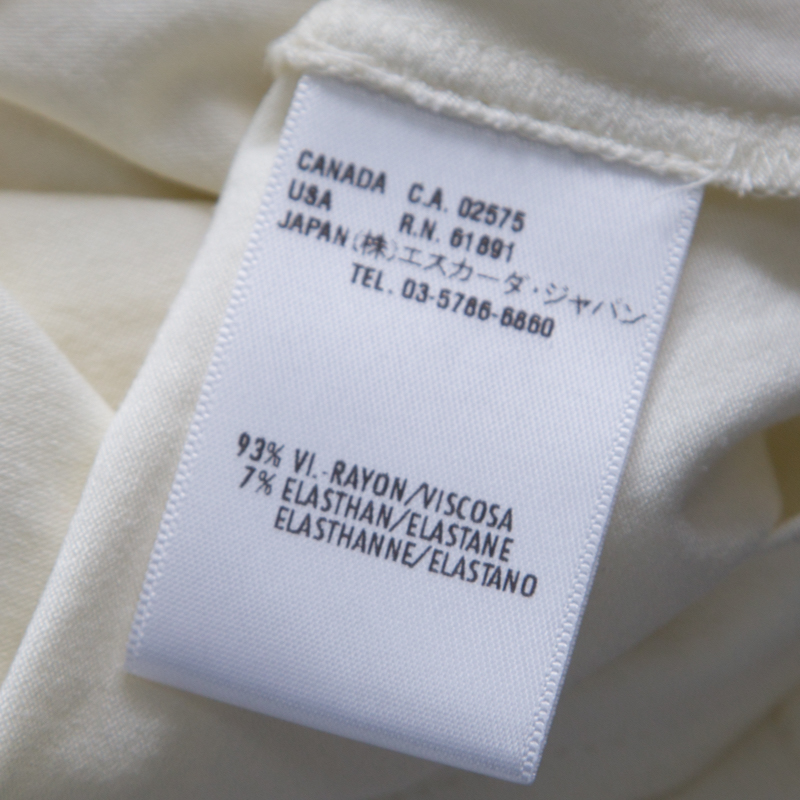 CANADA C.A. 02575
USA R.N. 61891
JAPAN (株)エスカーダ・ジャパン
TEL. 03-5786-6860
93% VI.-RAYON/VISCOSA
7% ELASTHAN/ELASTANE
ELASTHANNE/ELASTANO